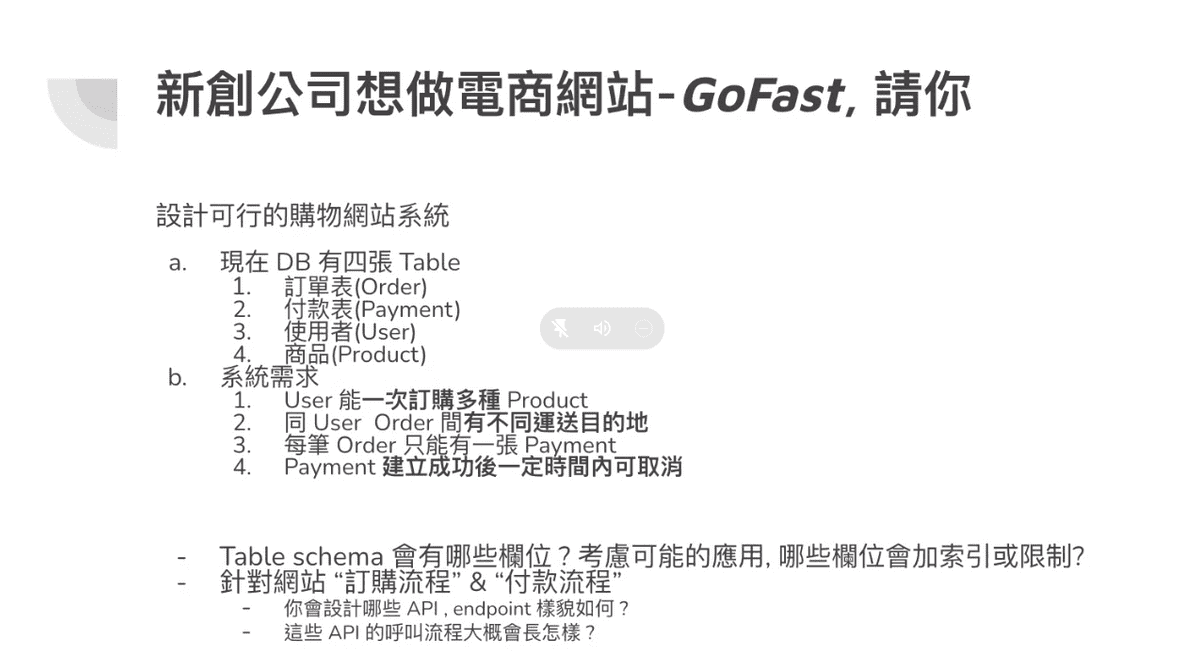 新創公司想做電商網站-GoFast, 請你
設計可行的購物網站系統
a. 現在 DB 有四張 Table
1. 訂單表(Order)
2. 付款表(Payment)
3. 使用者(User)
4. 商品(Product)
b. 系統需求
1. User 能一次訂購多種 Product
2. 同 User Order 間有不同運送目的地
3. 每筆 Order 只能有一張 Payment
4. Payment 建立成功後一定時間內可取消
- Table schema 會有哪些欄位？考慮可能的應用, 哪些欄位會加索引或限制?
- 針對網站 “訂購流程” & “付款流程”
- 你會設計哪些 API , endpoint 樣貌如何？
- 這些 API 的呼叫流程大概會長怎樣？